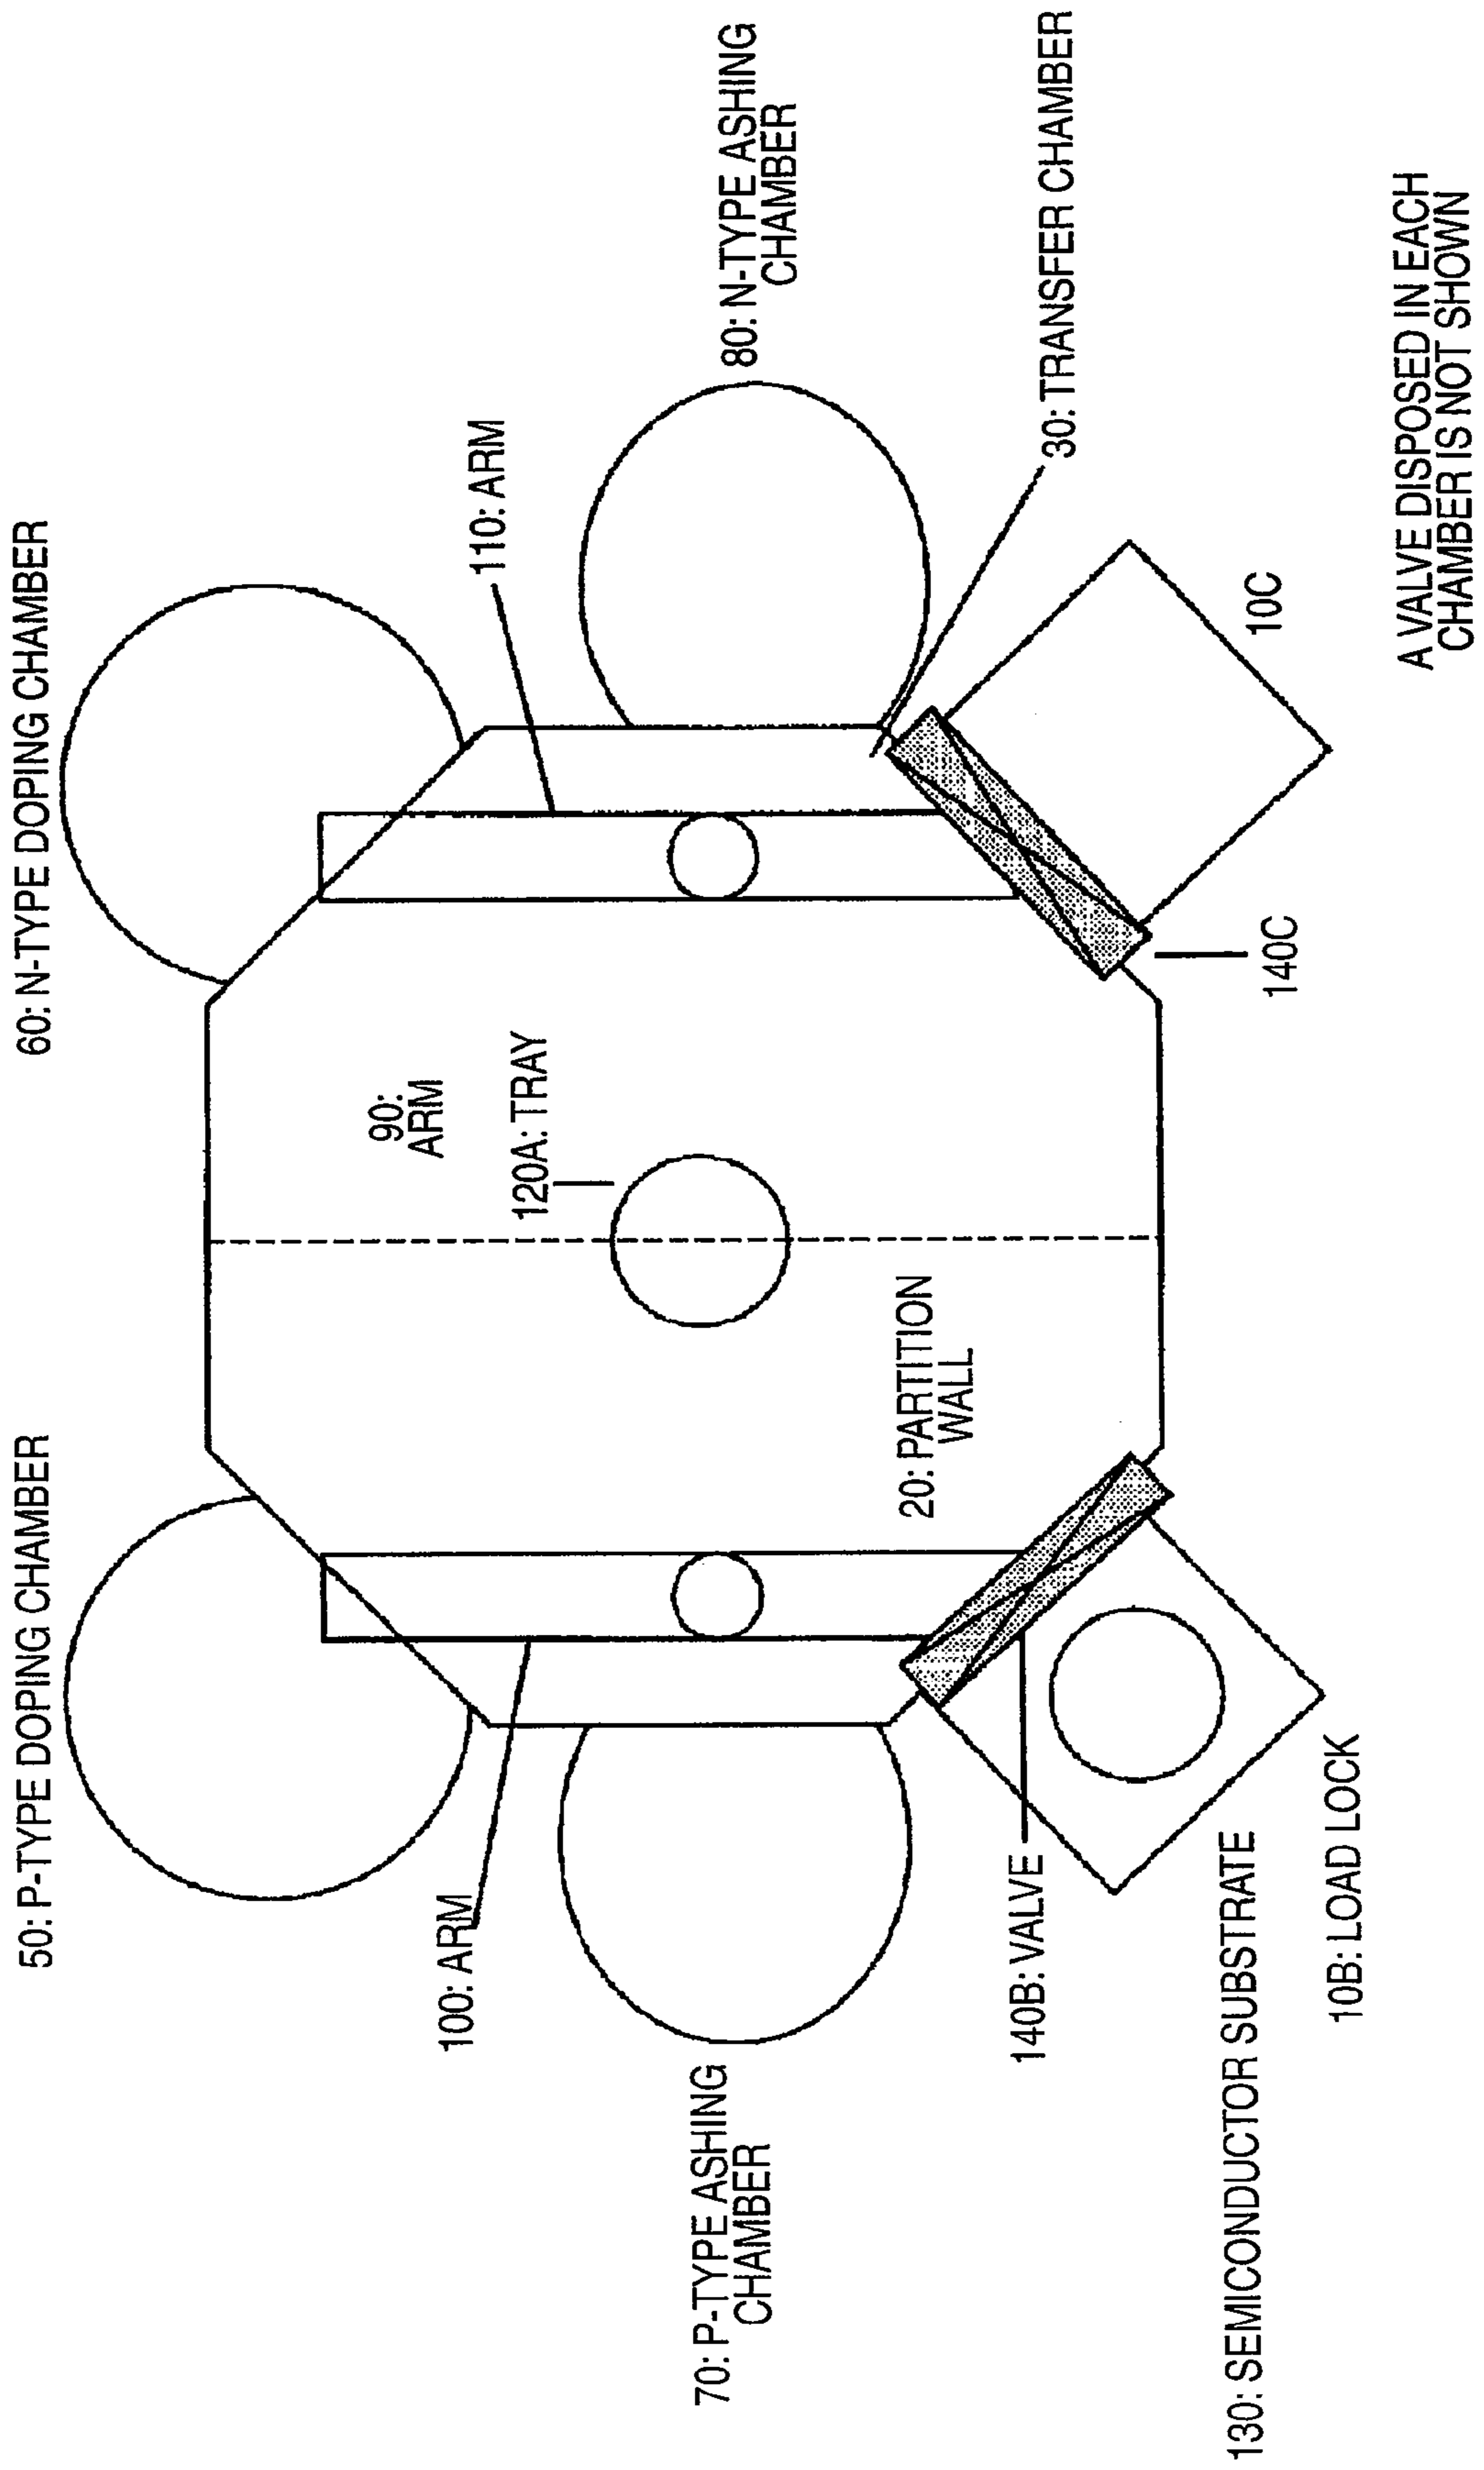 50: P-TYPE DOPING CHAMBER
60: N-TYPE DOPING CHAMBER
100: ARM
110: ARM
90:
ARM
120A: TRAY
70: P-TYPE ASHING
CHAMBER
80: N-TYPE ASHING
CHAMBER
20: PARTITION
WALL
140B: VALVE
30: TRANSFER CHAMBER
130: SEMICONDUCTOR SUBSTRATE
140C
10C
10B: LOAD LOCK
A VALVE DISPOSED IN EACH
CHAMBER IS NOT SHOWN